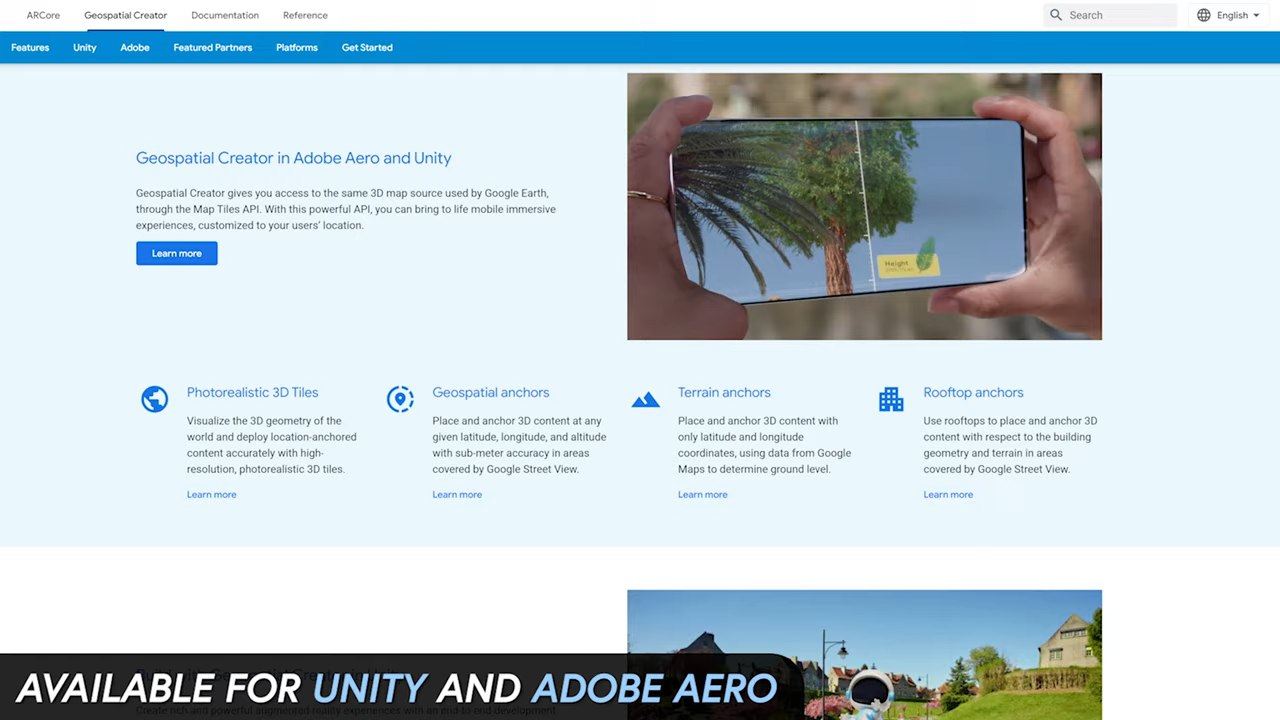 ARCore Geospatial Creator Documentation Reference Search English
Features Unity Adobe Featured Partners Platforms Get Started
Geospatial Creator in Adobe Aero and Unity
Geospatial Creator gives you access to the same 3D map source used by Google Earth,
through the Map Tiles API. With this powerful API, you can bring to life mobile immersive
experiences, customized to your users' location.
Learn more
Height
Photorealistic 3D Tiles
Visualize the 3D geometry of the
world and deploy location-anchored
content accurately with high-
resolution, photorealistic 3D tiles.
Learn more
Geospatial anchors
Place and anchor 3D content at any
given latitude, longitude, and altitude
with sub-meter accuracy in areas
covered by Google Street View.
Learn more
Terrain anchors
Place and anchor 3D content with
only latitude and longitude
coordinates, using data from Google
Maps to determine ground level.
Learn more
Rooftop anchors
Use rooftops to place and anchor 3D
content with respect to the building
geometry and terrain in areas
covered by Google Street View.
Learn more
AVAILABLE FOR UNITY AND ADOBE AERO